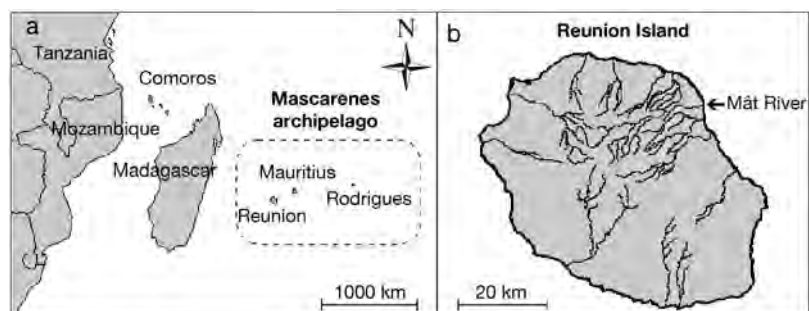 a
Tanzania
Comoros
Mozambique
Madagascar
N
Mascarenes
archipelago
Mauritius
Rodrigues
Reunion
1000 km
b
Reunion Island
Mât River
20 km